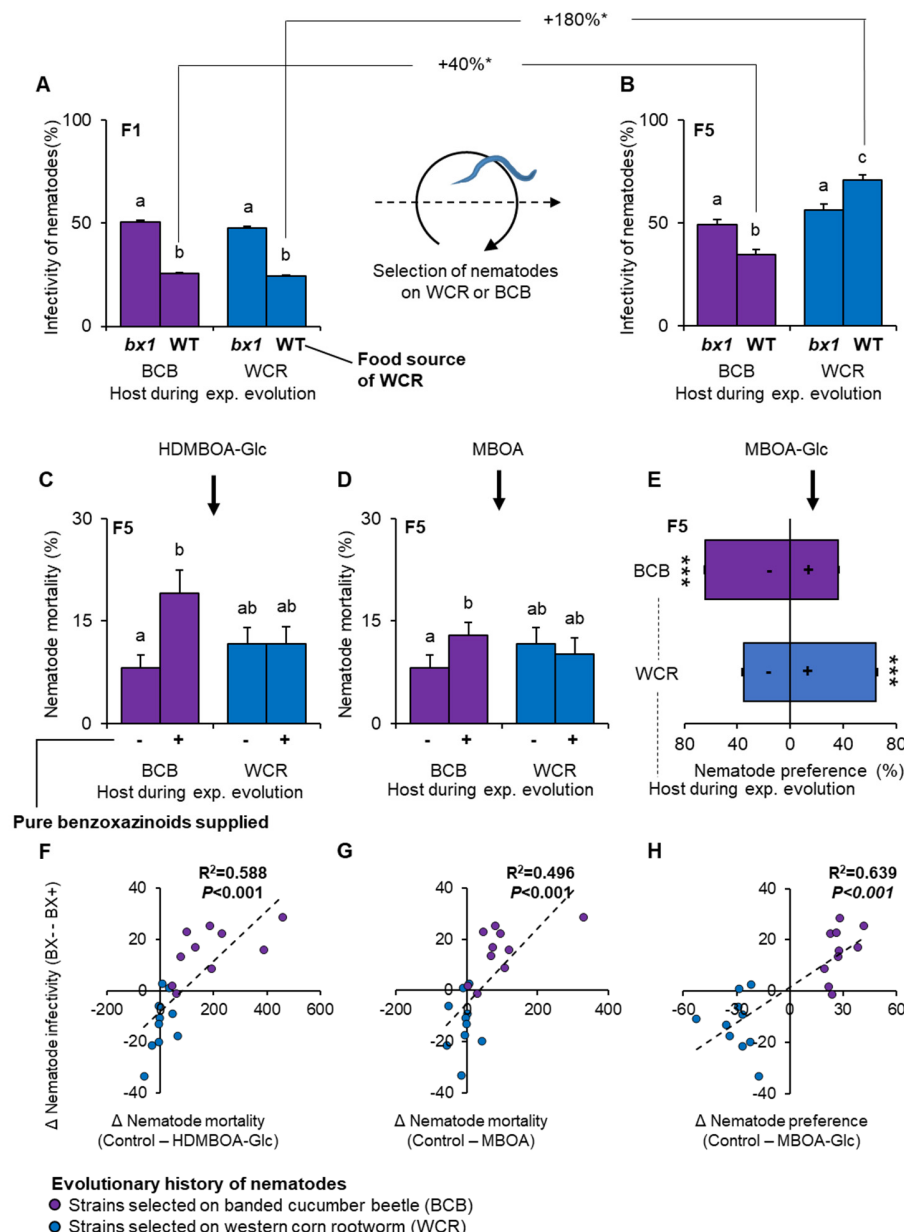 +180%*
+40%*
A
B
Infectivity of nematodes(%)
100
50
0
F1
a
b
a
b
bx1 WT bx1 WT
BCB WCR
Host during exp. evolution
Selection of nematodes
on WCR or BCB
Food source
of WCR
Infectivity of nematodes(%)
100
50
0
F5
a
b
a
c
bx1 WT bx1 WT
BCB WCR
Host during exp. evolution
HDMBOA-Glc
MBOA
MBOA-Glc
C
Nematode mortality (%)
30
15
0
F5
a
b
ab
ab
- + - +
BCB WCR
Host during exp. evolution
Pure benzoxazinoids supplied
D
Nematode mortality (%)
30
15
0
F5
a
b
ab
ab
- + - +
BCB WCR
Host during exp. evolution
E
F5
BCB
***
- +
WCR
- +
***
80 40 0 40 80
Nematode preference (%)
Host during exp. evolution
F
Δ Nematode infectivity (BX- - BX+)
R²=0.588
P<0.001
40
20
0
-20
-40
-200 0 200 400 600
Δ Nematode mortality
(Control – HDMBOA-Glc)
G
R²=0.496
P<0.001
40
20
0
-20
-40
-200 0 200 400
Δ Nematode mortality
(Control – MBOA)
H
R²=0.639
P<0.001
40
20
0
-20
-40
-60 -30 0 30 60
Δ Nematode preference
(Control – MBOA-Glc)
Evolutionary history of nematodes
Strains selected on banded cucumber beetle (BCB)
Strains selected on western corn rootworm (WCR)